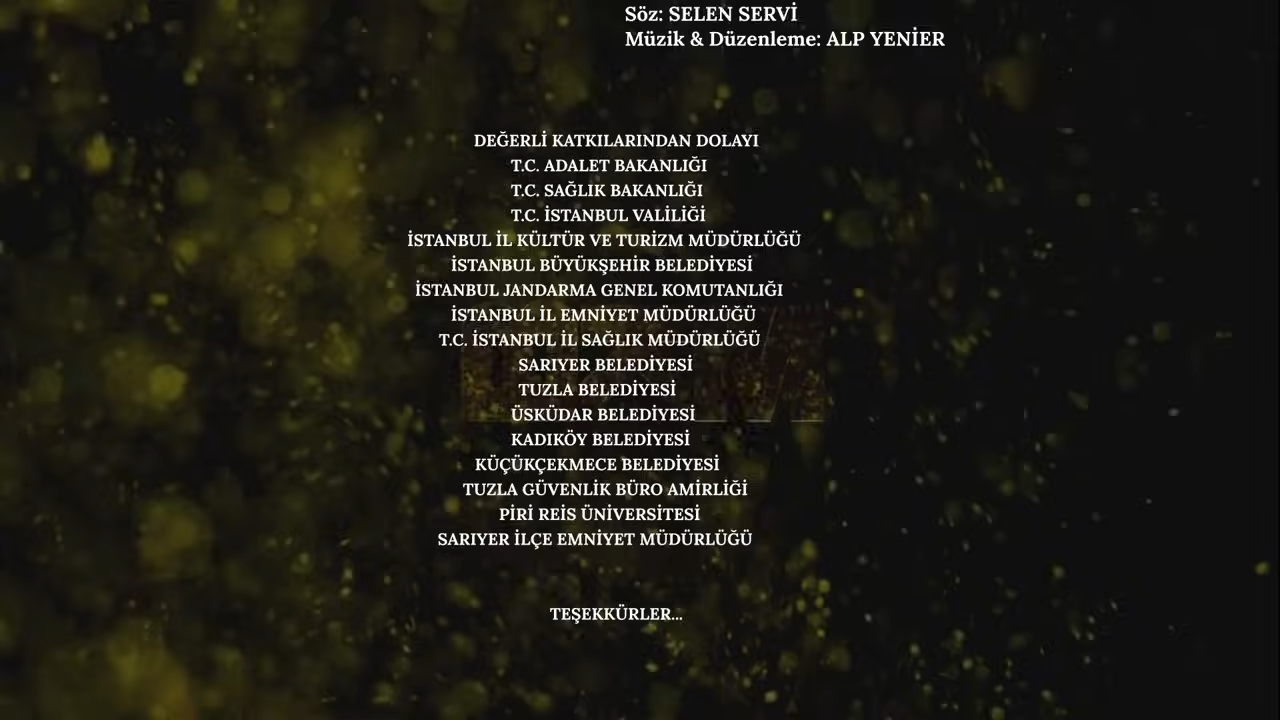 Söz: SELEN SERVİ
Müzik & Düzenleme: ALP YENİER
DEĞERLİ KATKILARINDAN DOLAYI
T.C. ADALET BAKANLIĞI
T.C. SAĞLIK BAKANLIĞI
T.C. İSTANBUL VALİLİĞİ
İSTANBUL İL KÜLTÜR VE TURİZM MÜDÜRLÜĞÜ
İSTANBUL BÜYÜKŞEHİR BELEDİYESİ
İSTANBUL JANDARMA GENEL KOMUTANLIĞI
İSTANBUL İL EMNİYET MÜDÜRLÜĞÜ
T.C. İSTANBUL İL SAĞLIK MÜDÜRLÜĞÜ
SARIYER BELEDİYESİ
TUZLA BELEDİYESİ
ÜSKÜDAR BELEDİYESİ
KADIKÖY BELEDİYESİ
KÜÇÜKÇEKMECE BELEDİYESİ
TUZLA GÜVENLİK BÜRO AMİRLİĞİ
PİRİ REİS ÜNİVERSİTESİ
SARIYER İLÇE EMNİYET MÜDÜRLÜĞÜ
TEŞEKKÜRLER...